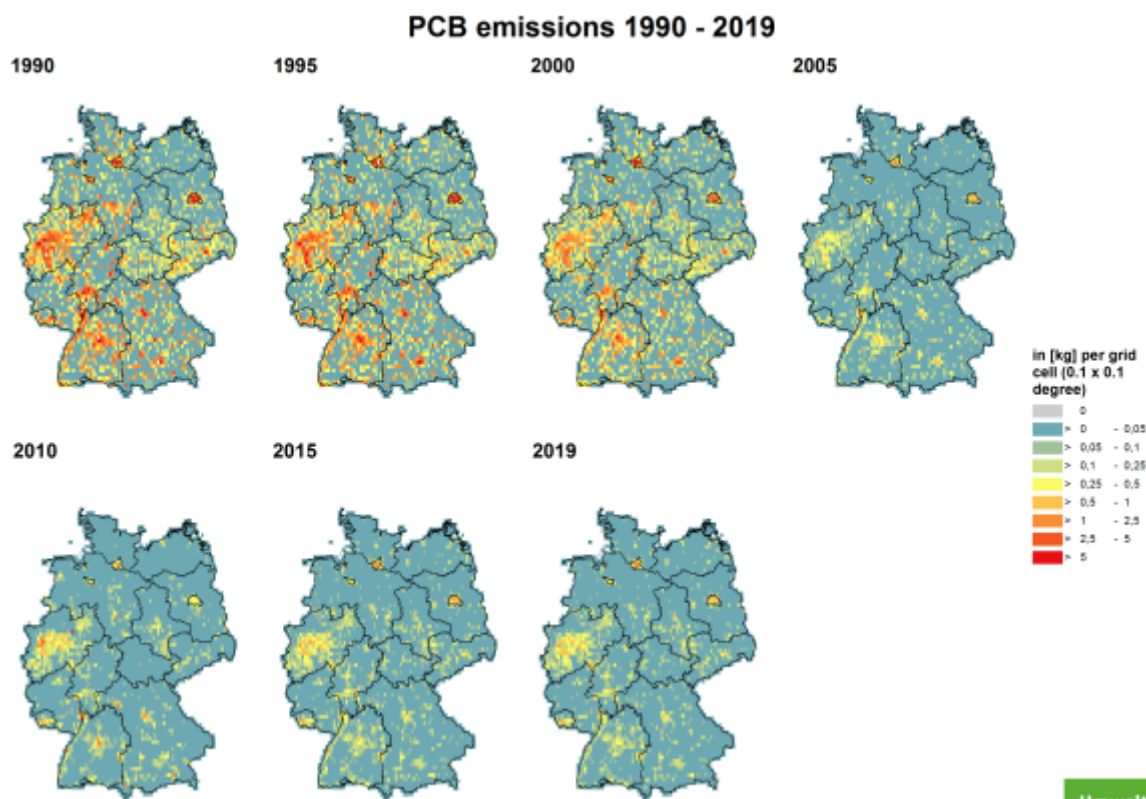 PCB emissions 1990 - 2019
1990 1995 2000 2005
in [kg] per grid
cell (0.1 x 0.1
degree)
0
> 0 - 0,05
> 0,05 - 0,1
> 0,1 - 0,25
> 0,25 - 0,5
> 0,5 - 1
> 1 - 2,5
> 2,5 - 5
> 5
2010 2015 2019